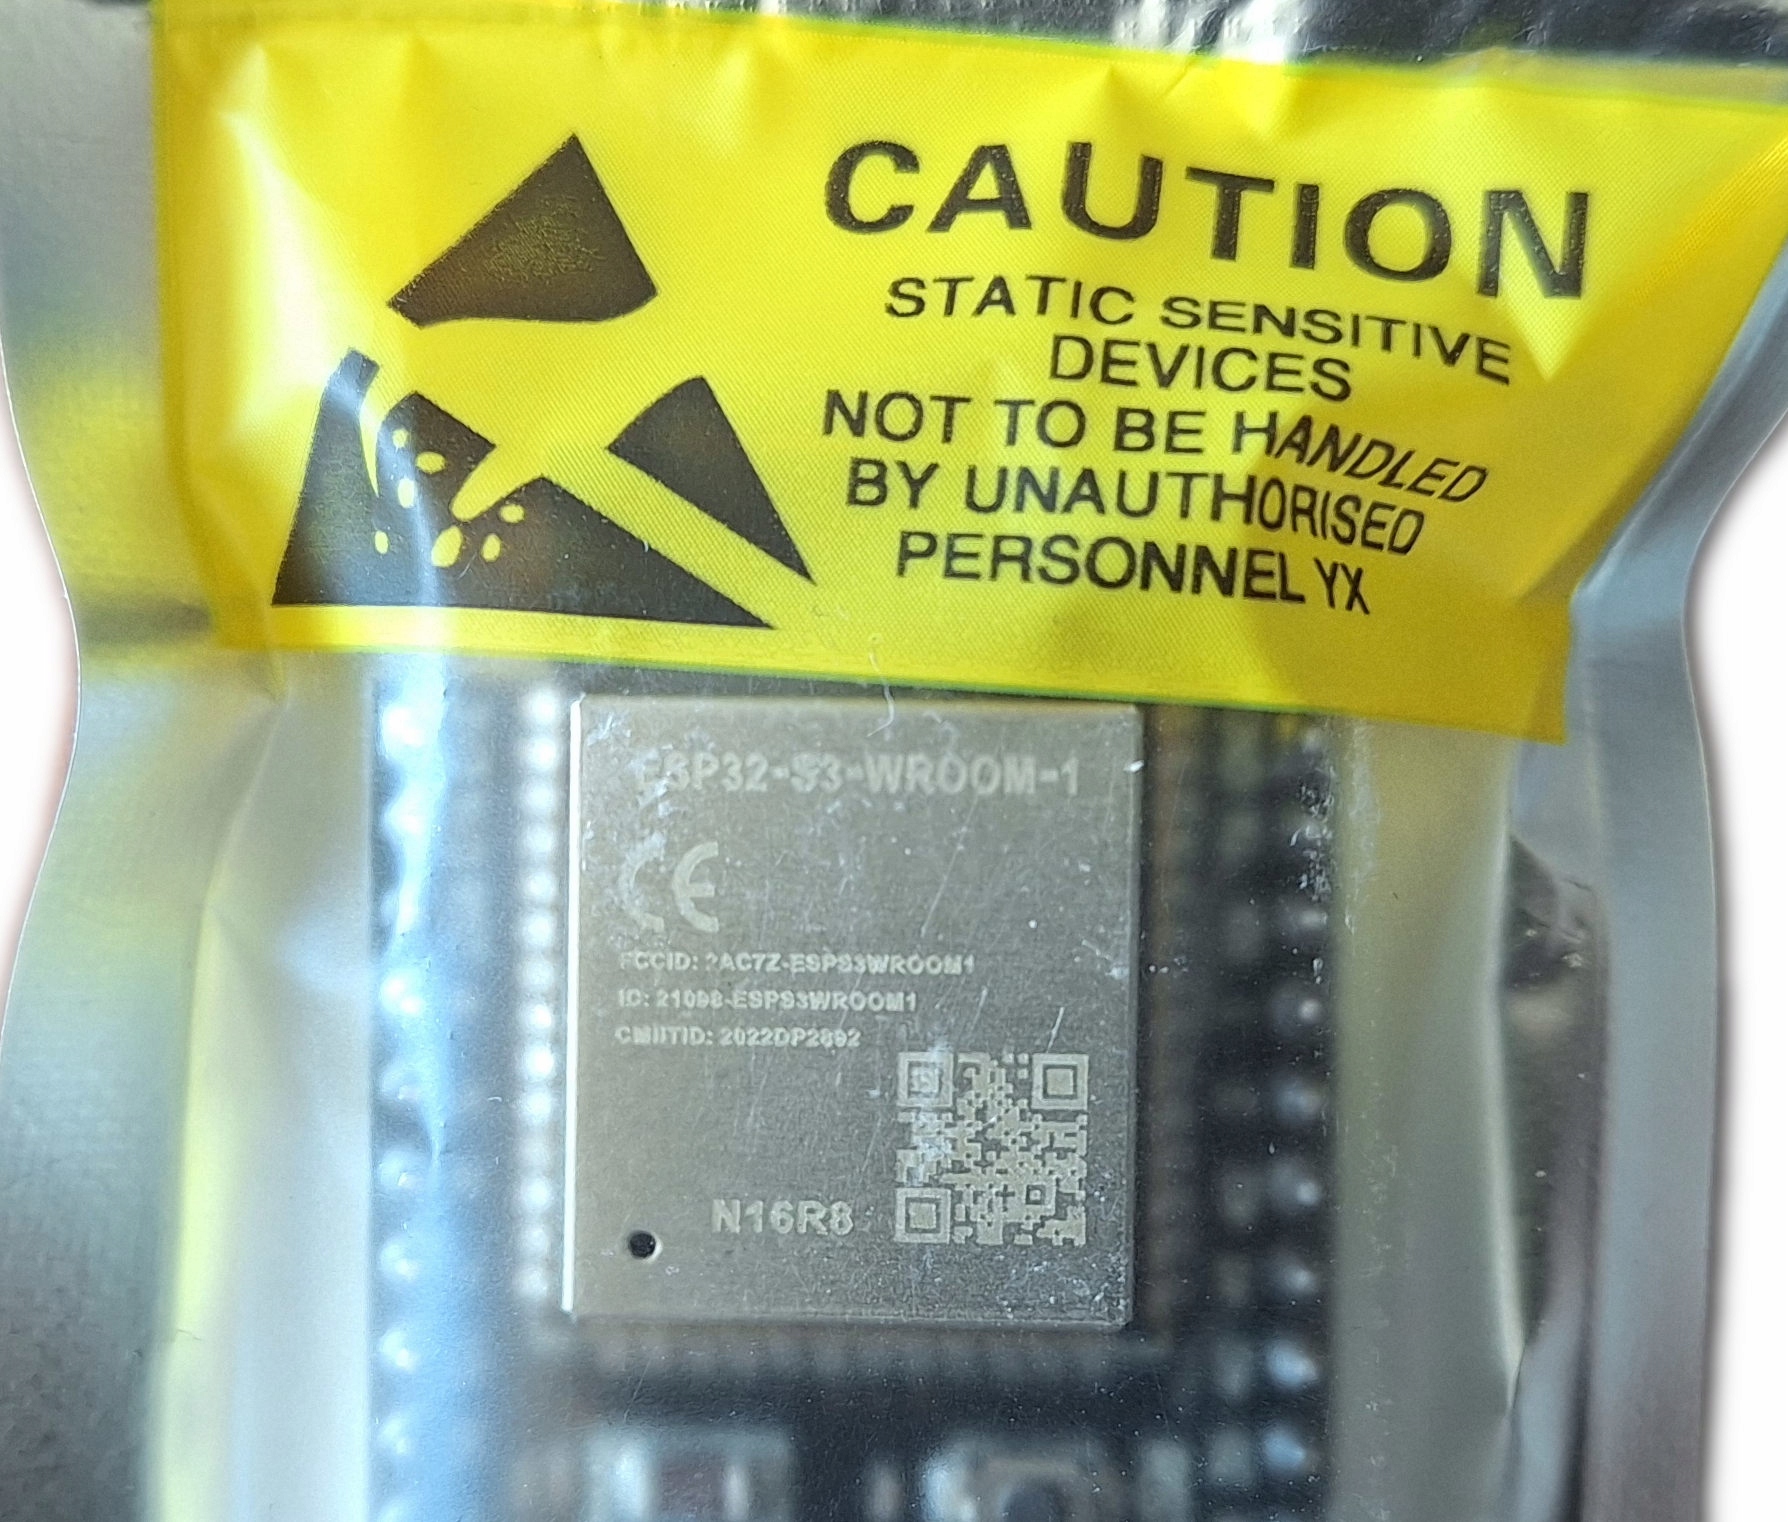 CAUTION
STATIC SENSITIVE
DEVICES
NOT TO BE HANDLED
BY UNAUTHORISED
PERSONNEL YX
ESP32-S3-WROOM-1
CE
FCCID: 2AC7Z-ESPS3WROOM1
IC: 21098-ESPS3WROOM1
CMIITID: 2022DP2892
N16R8